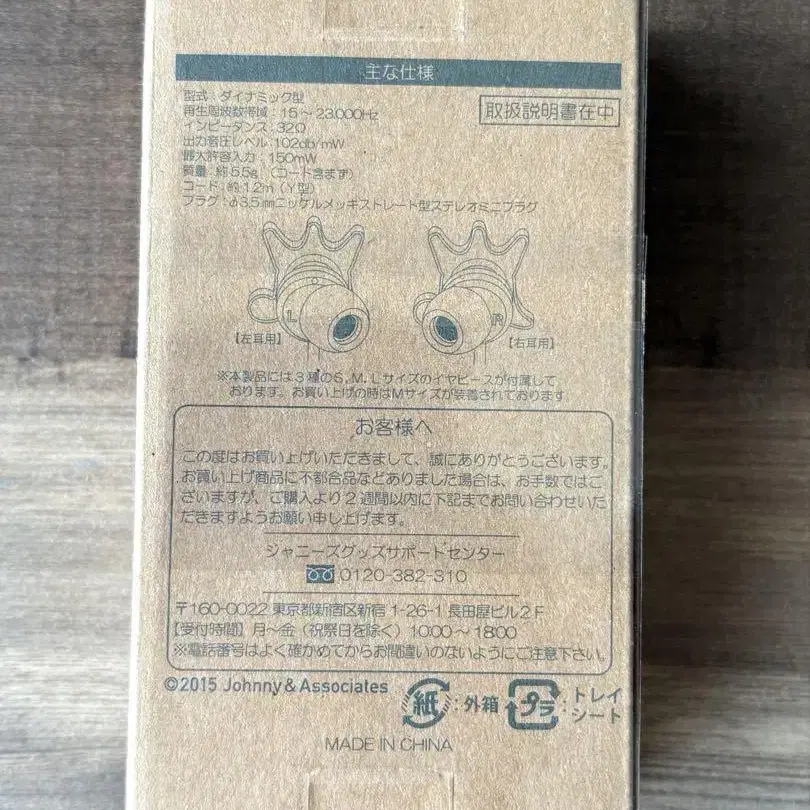 主な仕様
型式：ダイナミック型
再生周波数帯域：15～23,000Hz
インピーダンス：32Ω
出力音圧レベル：102db/mW
最大許容入力：150mW
質量：約5.5g（コード含まず）
コード：約1.2m（Y型）
プラグ：φ3.5㎜ニッケルメッキストレート型ステレオミニプラグ
取扱説明書在中
L
R
【左耳用】
【右耳用】
※本製品には3種のS,M,Lサイズのイヤピースが付属して
おります。お買い上げの時はMサイズが装着されております
お客様へ
この度はお買い上げいただきまして、誠にありがとうございます。
お買い上げ商品に不都合品などありました場合は、お手数ではご
ざいますが、ご購入より2週間以内に下記までお問い合わせいた
だきますようお願い申し上げます。
ジャニーズグッズサポートセンター
0120-382-310
〒160-0022 東京都新宿区新宿 1-26-1 長田屋ビル2F
【受付時間】月～金（祝祭日を除く）10:00～18:00
※電話番号はよく確かめてからお間違いのないようにご注意下さい。
©2015 Johnny & Associates
紙：外箱
プラ：トレイ
シート
MADE IN CHINA